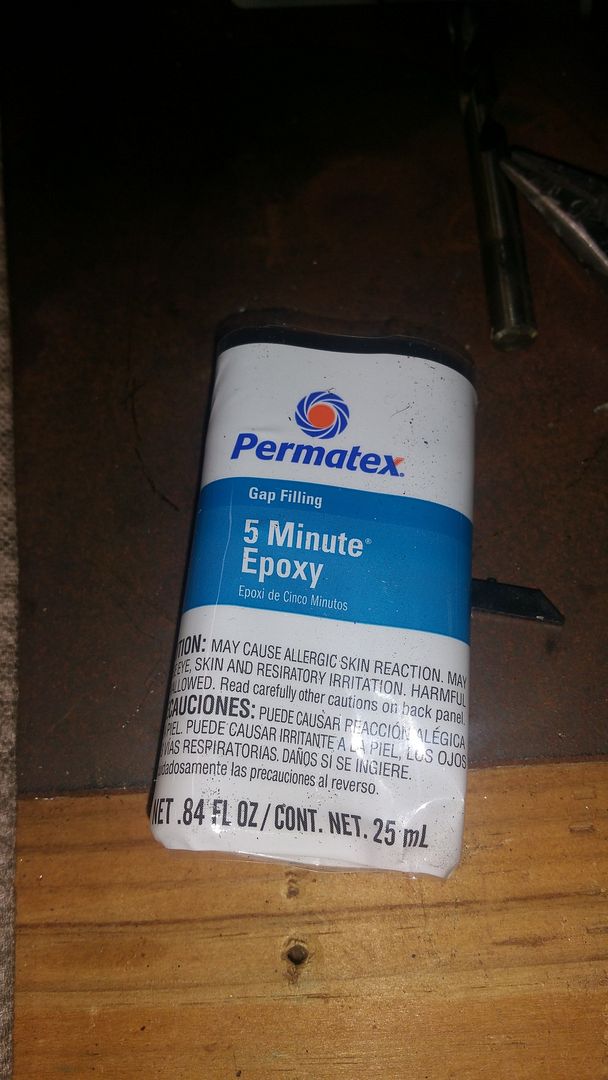 Permatex®
Gap Filling
5 Minute®
Epoxy
Epoxi de Cinco Minutos
TION: MAY CAUSE ALLERGIC SKIN REACTION. MAY
EYE, SKIN AND RESIRATORY IRRITATION. HARMFUL
ALLOWED. Read carefully other cautions on back panel.
CAUCIONES: PUEDE CAUSAR REACCIÓN ALÉGICA
PIEL. PUEDE CAUSAR IRRITANTE A LA PIEL, LOS OJOS
VIAS RESPIRATORIAS. DAÑOS SI SE INGIERE.
dadosamente las precauciones al reverso.
NET .84 FL OZ / CONT. NET. 25 mL